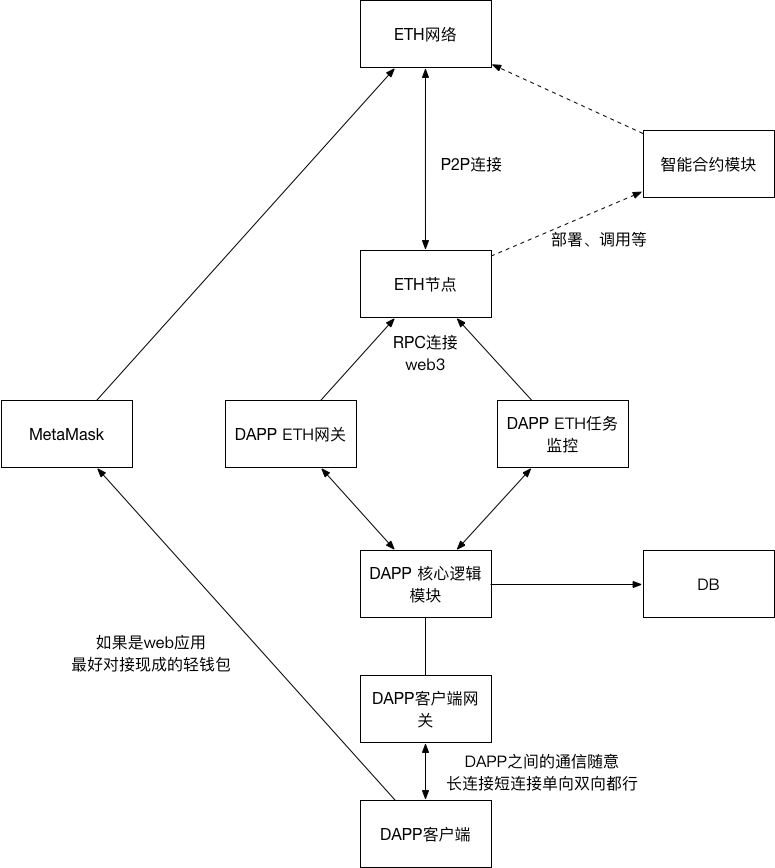 ETH网络
P2P连接
智能合约模块
部署、调用等
ETH节点
RPC连接
web3
MetaMask
DAPP ETH网关
DAPP ETH任务
监控
DAPP 核心逻辑
模块
DB
如果是web应用
最好对接现成的轻钱包
DAPP客户端网
关
DAPP之间的通信随意
长连接短连接单向双向都行
DAPP客户端